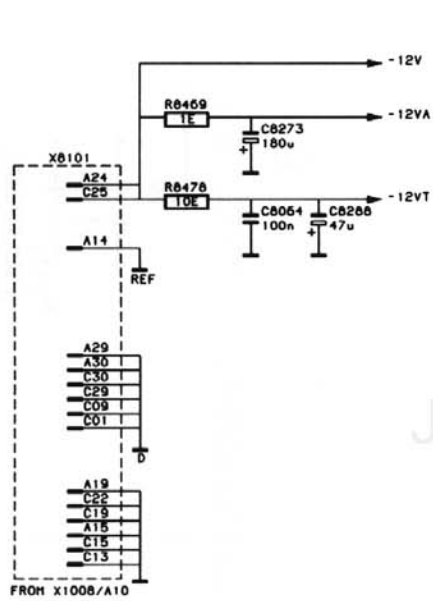 -12V
R8469
1E
-12VA
C8273
+ 180u
X8101
A24
C25
R8478
10E
-12VT
C8064
100n
C8288
+ 47u
A14
REF
A29
A30
C30
C29
C09
C01
D
A19
C22
C19
A15
C15
C13
FROM X1008/A10
J